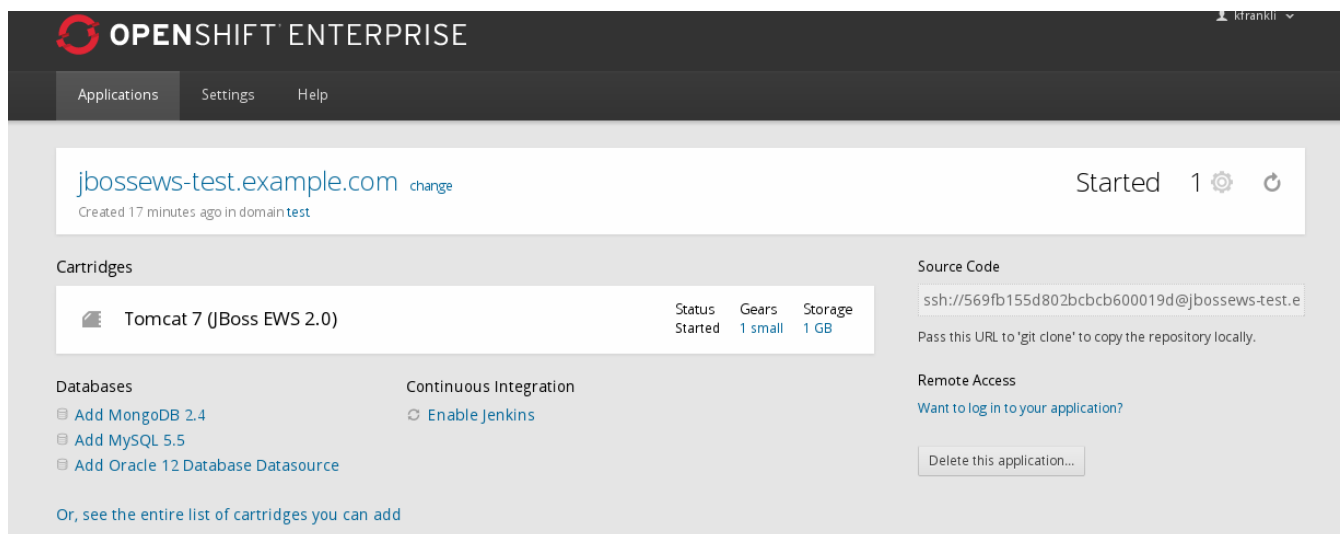 kfrankli
OPENSHIFT ENTERPRISE
Applications Settings Help
jbossews-test.example.com change
Started 1
Created 17 minutes ago in domain test
Cartridges
Tomcat 7 (JBoss EWS 2.0)
Status Gears Storage
Started 1 small 1 GB
Databases
Add MongoDB 2.4
Add MySQL 5.5
Add Oracle 12 Database Datasource
Continuous Integration
Enable Jenkins
Or, see the entire list of cartridges you can add
Source Code
ssh://569fb155d802bcbcb600019d@jbossews-test.e
Pass this URL to 'git clone' to copy the repository locally.
Remote Access
Want to log in to your application?
Delete this application...